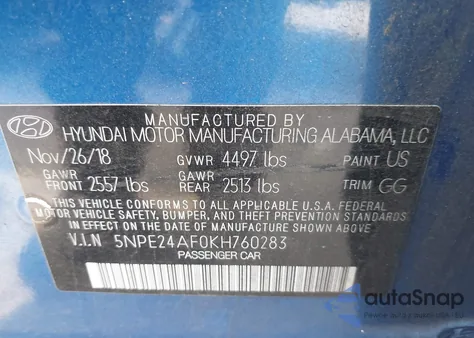 MANUFACTURED BY
HYUNDAI MOTOR MANUFACTURING ALABAMA, LLC
Nov/26/18 GVWR 4497 lbs PAINT US
GAWR FRONT 2557 lbs GAWR REAR 2513 lbs TRIM GG
THIS VEHICLE CONFORMS TO ALL APPLICABLE U.S.A. FEDERAL
MOTOR VEHICLE SAFETY, BUMPER, AND THEFT PREVENTION STANDARDS
IN EFFECT ON THE DATE OF MANUFACTURE SHOWN ABOVE.
V.I.N 5NPE24AF0KH760283
PASSENGER CAR
autoSnap